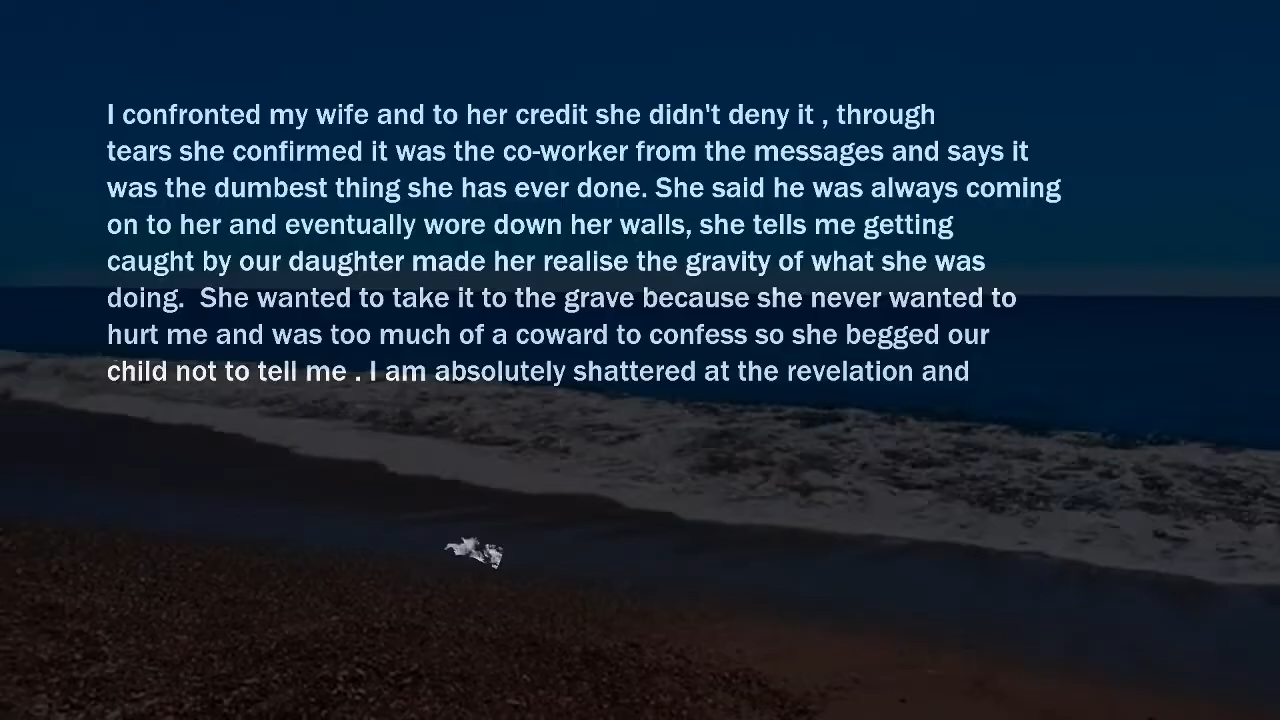 I confronted my wife and to her credit she didn't deny it , through
tears she confirmed it was the co-worker from the messages and says it
was the dumbest thing she has ever done. She said he was always coming
on to her and eventually wore down her walls, she tells me getting
caught by our daughter made her realise the gravity of what she was
doing.  She wanted to take it to the grave because she never wanted to
hurt me and was too much of a coward to confess so she begged our
child not to tell me . I am absolutely shattered at the revelation and